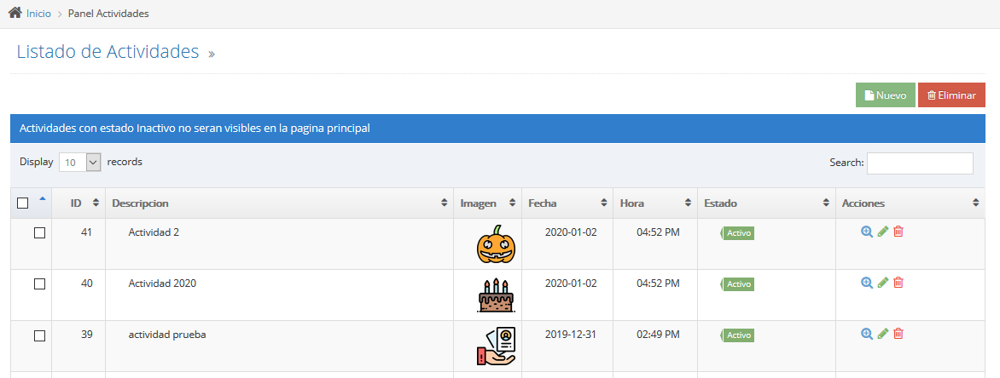 Inicio > Panel Actividades
Listado de Actividades »
Nuevo Eliminar
Actividades con estado Inactivo no seran visibles en la pagina principal
Display 10 records Search:
ID Descripcion Imagen Fecha Hora Estado Acciones
41 Actividad 2 2020-01-02 04:52 PM Activo
40 Actividad 2020 2020-01-02 04:52 PM Activo
39 actividad prueba 2019-12-31 02:49 PM Activo